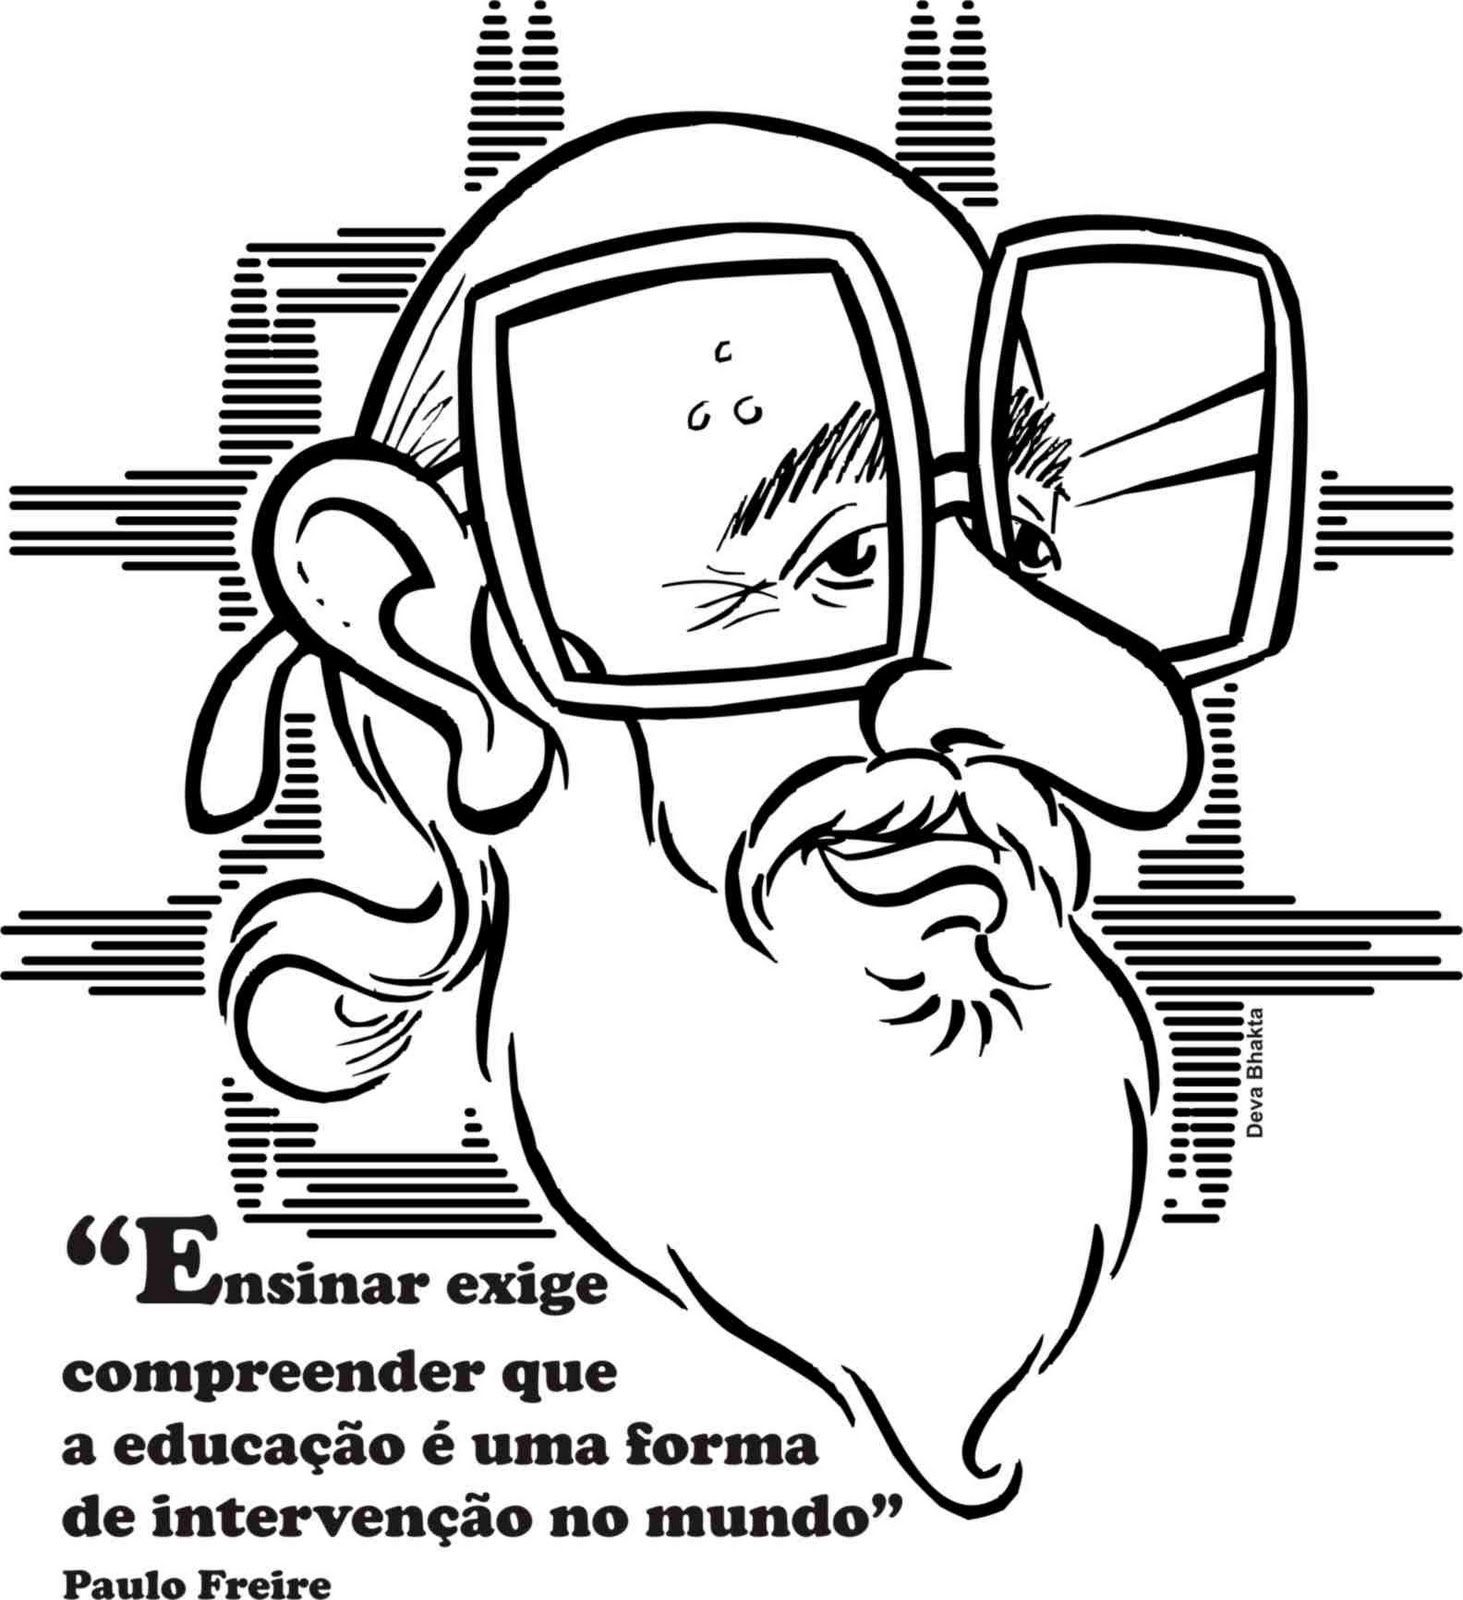 Deva Bhakta
“Ensinar exige
compreender que
a educação é uma forma
de intervenção no mundo”
Paulo Freire